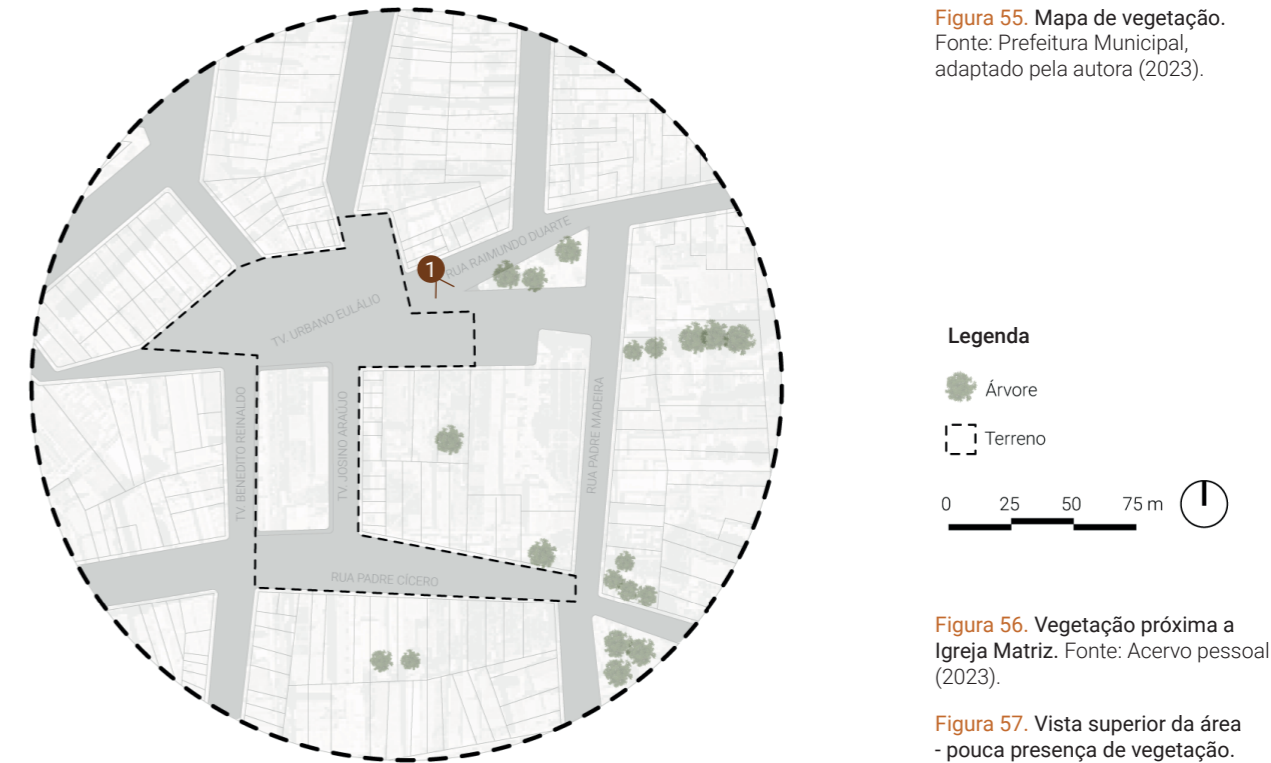 Figura 55. Mapa de vegetação.
Fonte: Prefeitura Municipal,
adaptado pela autora (2023).
RUA RAIMUNDO DUARTE
1
TV. URBANO EULÁLIO
TV. BENEDITO REINALDO
TV. JOSINO ARAÚJO
RUA PADRE MADEIRA
RUA PADRE CÍCERO
Legenda
Árvore
Terreno
0 25 50 75 m
Figura 56. Vegetação próxima a
Igreja Matriz. Fonte: Acervo pessoal
(2023).
Figura 57. Vista superior da área
- pouca presença de vegetação.